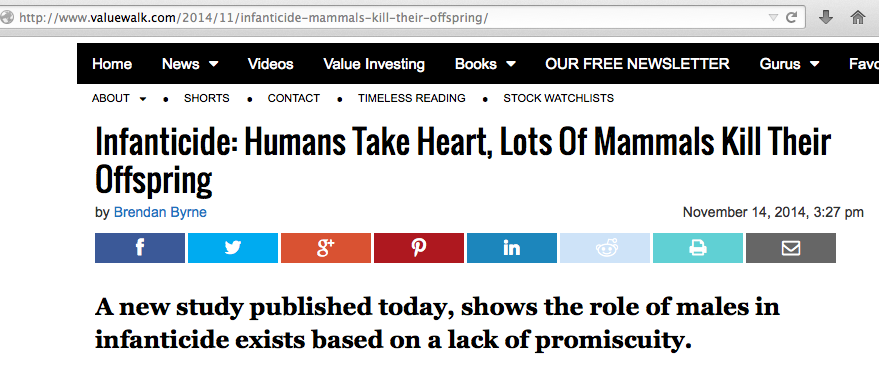 http://www.valuewalk.com/2014/11/infanticide-mammals-kill-their-offspring/
Home News Videos Value Investing Books OUR FREE NEWSLETTER Gurus Favo
ABOUT • SHORTS • CONTACT • TIMELESS READING • STOCK WATCHLISTS
Infanticide: Humans Take Heart, Lots Of Mammals Kill Their
Offspring
by Brendan Byrne November 14, 2014, 3:27 pm
A new study published today, shows the role of males in
infanticide exists based on a lack of promiscuity.